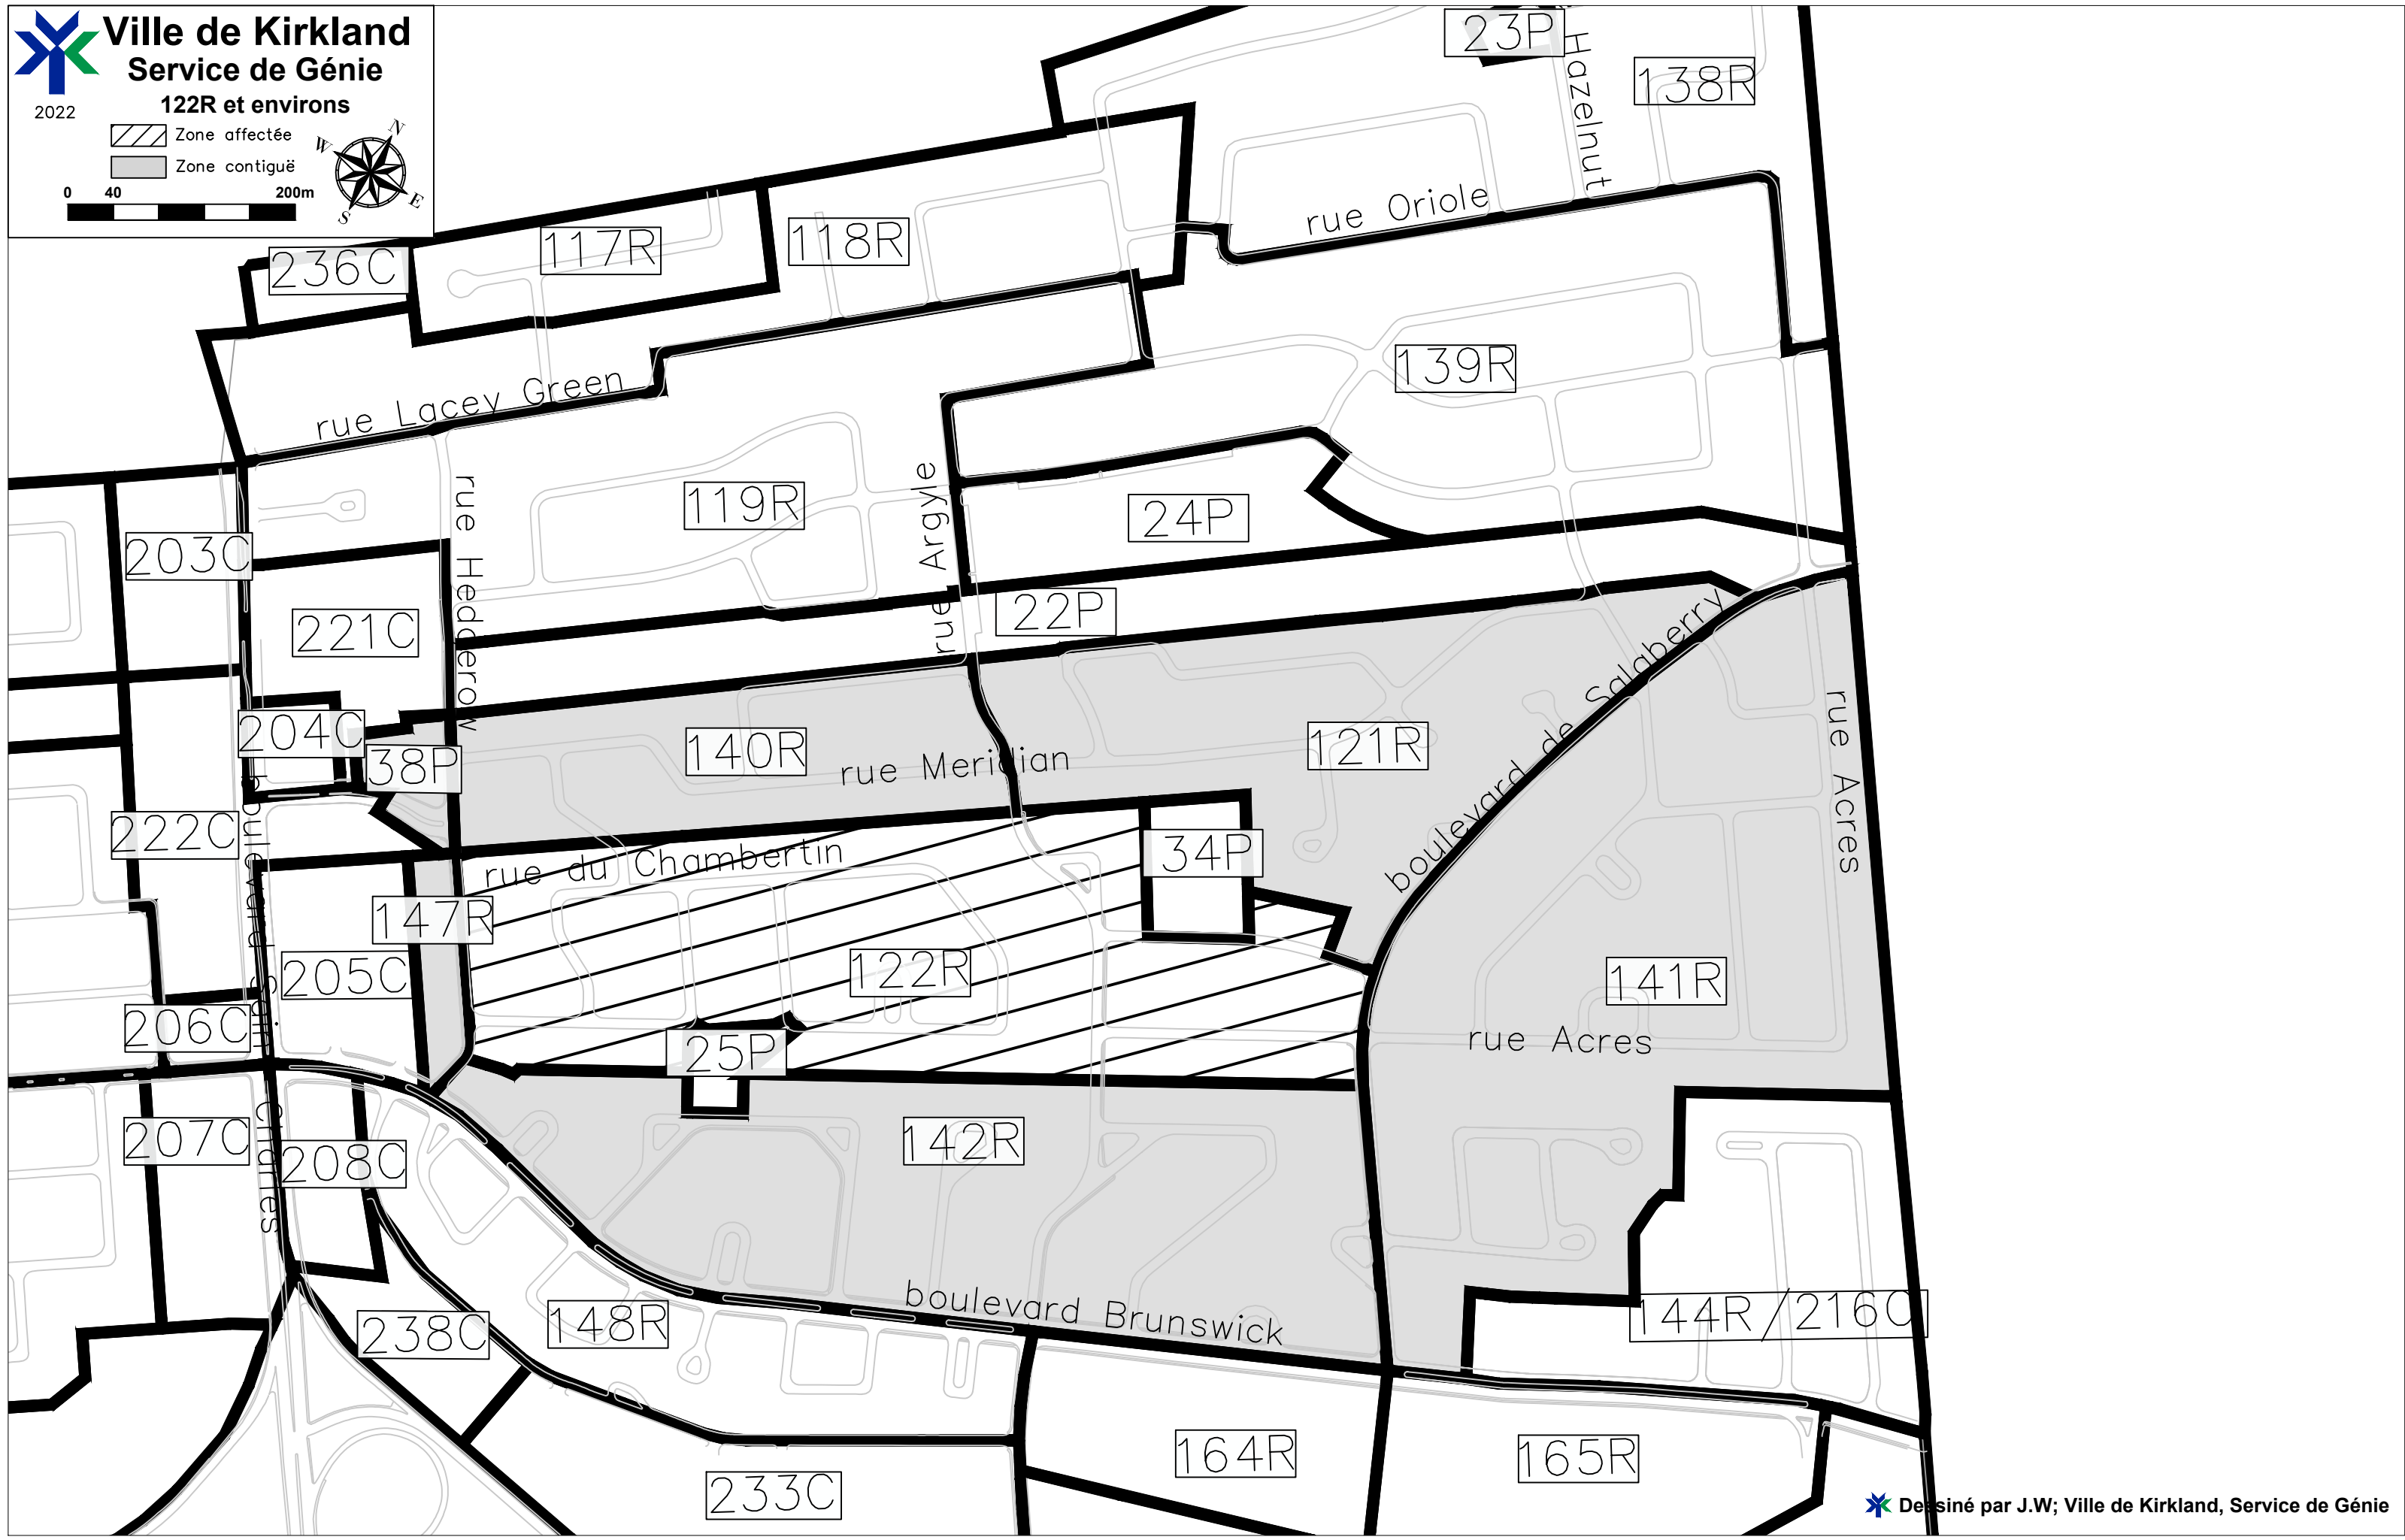 Ville de Kirkland
Service de Génie
2022
122R et environs
Zone affectée
Zone contiguë
0 40 200m
N
W
E
S
23P
Hazelnut
138R
rue Oriole
236C
117R
118R
139R
rue Lacey Green
119R
rue Hedgerow
rue Argyle
24P
203C
221C
22P
204C
38P
140R
rue Meridian
121R
boulevard de Salaberry
rue Acres
222C
boulevard Saint Charles
rue du Chambertin
34P
147R
205C
122R
141R
206C
25P
rue Acres
207C
208C
142R
238C
148R
boulevard Brunswick
144R/216C
164R
165R
233C
Dessiné par J.W; Ville de Kirkland, Service de Génie